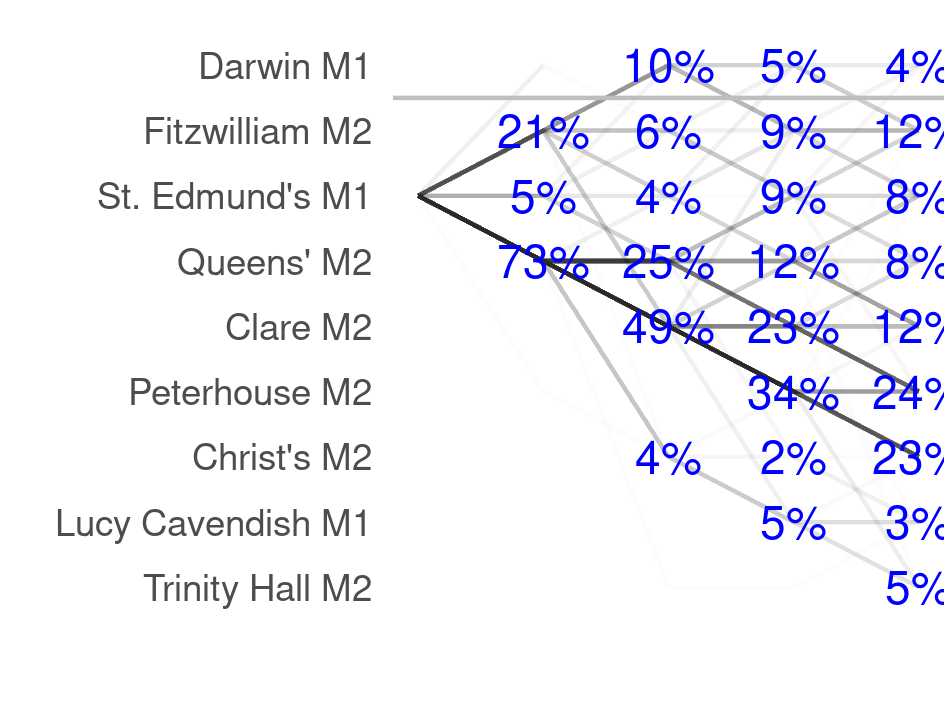 Darwin M1 10% 5% 4%
Fitzwilliam M2 21% 6% 9% 12%
St. Edmund's M1 5% 4% 9% 8%
Queens' M2 73% 25% 12% 8%
Clare M2 49% 23% 12%
Peterhouse M2 34% 24%
Christ's M2 4% 2% 23%
Lucy Cavendish M1 5% 3%
Trinity Hall M2 5%